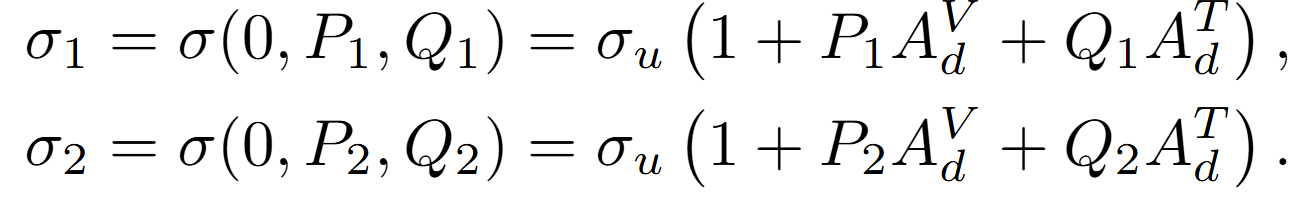 σ₁ = σ(0, P₁, Q₁) = σᵤ (1 + P₁A_d^V + Q₁A_d^T) ,
σ₂ = σ(0, P₂, Q₂) = σᵤ (1 + P₂A_d^V + Q₂A_d^T) .